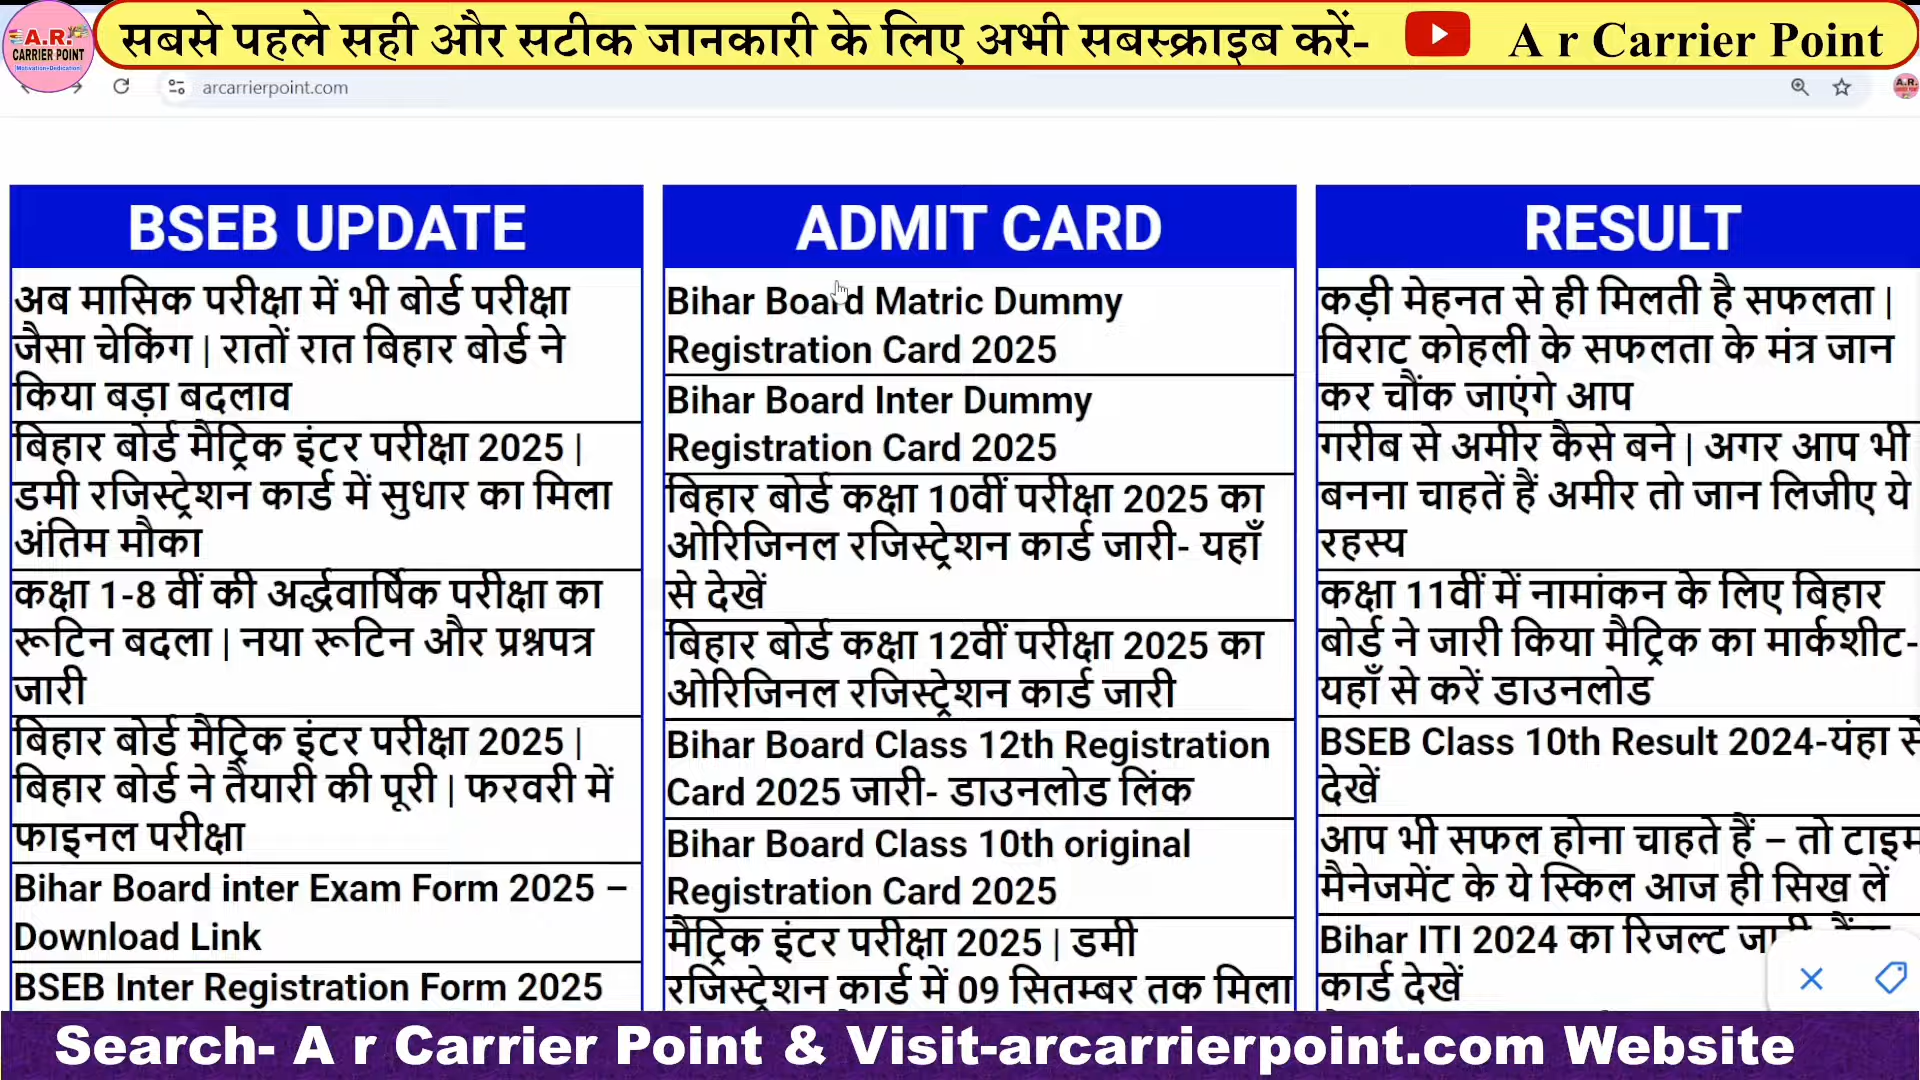 सबसे पहले सही और सटीक जानकारी के लिए अभी सबस्क्राइब करें- A r Carrier Point
A.R.
CARRIER POINT
(Motivation+Dedication)
arcarrierpoint.com
BSEB UPDATE
अब मासिक परीक्षा में भी बोर्ड परीक्षा
जैसा चेकिंग | रातों रात बिहार बोर्ड ने
किया बड़ा बदलाव
बिहार बोर्ड मैट्रिक इंटर परीक्षा 2025 |
डमी रजिस्ट्रेशन कार्ड में सुधार का मिला
अंतिम मौका
कक्षा 1-8 वीं की अर्द्धवार्षिक परीक्षा का
रूटिन बदला | नया रूटिन और प्रश्नपत्र
जारी
बिहार बोर्ड मैट्रिक इंटर परीक्षा 2025 |
बिहार बोर्ड ने तैयारी की पूरी | फरवरी में
फाइनल परीक्षा
Bihar Board inter Exam Form 2025 –
Download Link
BSEB Inter Registration Form 2025
ADMIT CARD
Bihar Board Matric Dummy
Registration Card 2025
Bihar Board Inter Dummy
Registration Card 2025
बिहार बोर्ड कक्षा 10वीं परीक्षा 2025 का
ओरिजिनल रजिस्ट्रेशन कार्ड जारी- यहाँ
से देखें
बिहार बोर्ड कक्षा 12वीं परीक्षा 2025 का
ओरिजिनल रजिस्ट्रेशन कार्ड जारी
Bihar Board Class 12th Registration
Card 2025 जारी- डाउनलोड लिंक
Bihar Board Class 10th original
Registration Card 2025
मैट्रिक इंटर परीक्षा 2025 | डमी
रजिस्ट्रेशन कार्ड में 09 सितम्बर तक मिला
RESULT
कड़ी मेहनत से ही मिलती है सफलता |
विराट कोहली के सफलता के मंत्र जान
कर चौंक जाएंगे आप
गरीब से अमीर कैसे बने | अगर आप भी
बनना चाहतें हैं अमीर तो जान लिजीए ये
रहस्य
कक्षा 11वीं में नामांकन के लिए बिहार
बोर्ड ने जारी किया मैट्रिक का मार्कशीट-
यहाँ से करें डाउनलोड
BSEB Class 10th Result 2024-यंहा से
देखें
आप भी सफल होना चाहते हैं – तो टाइम
मैनेजमेंट के ये स्किल आज ही सिख लें
Bihar ITI 2024 का रिजल्ट
कार्ड देखें
Search- A r Carrier Point & Visit-arcarrierpoint.com Website